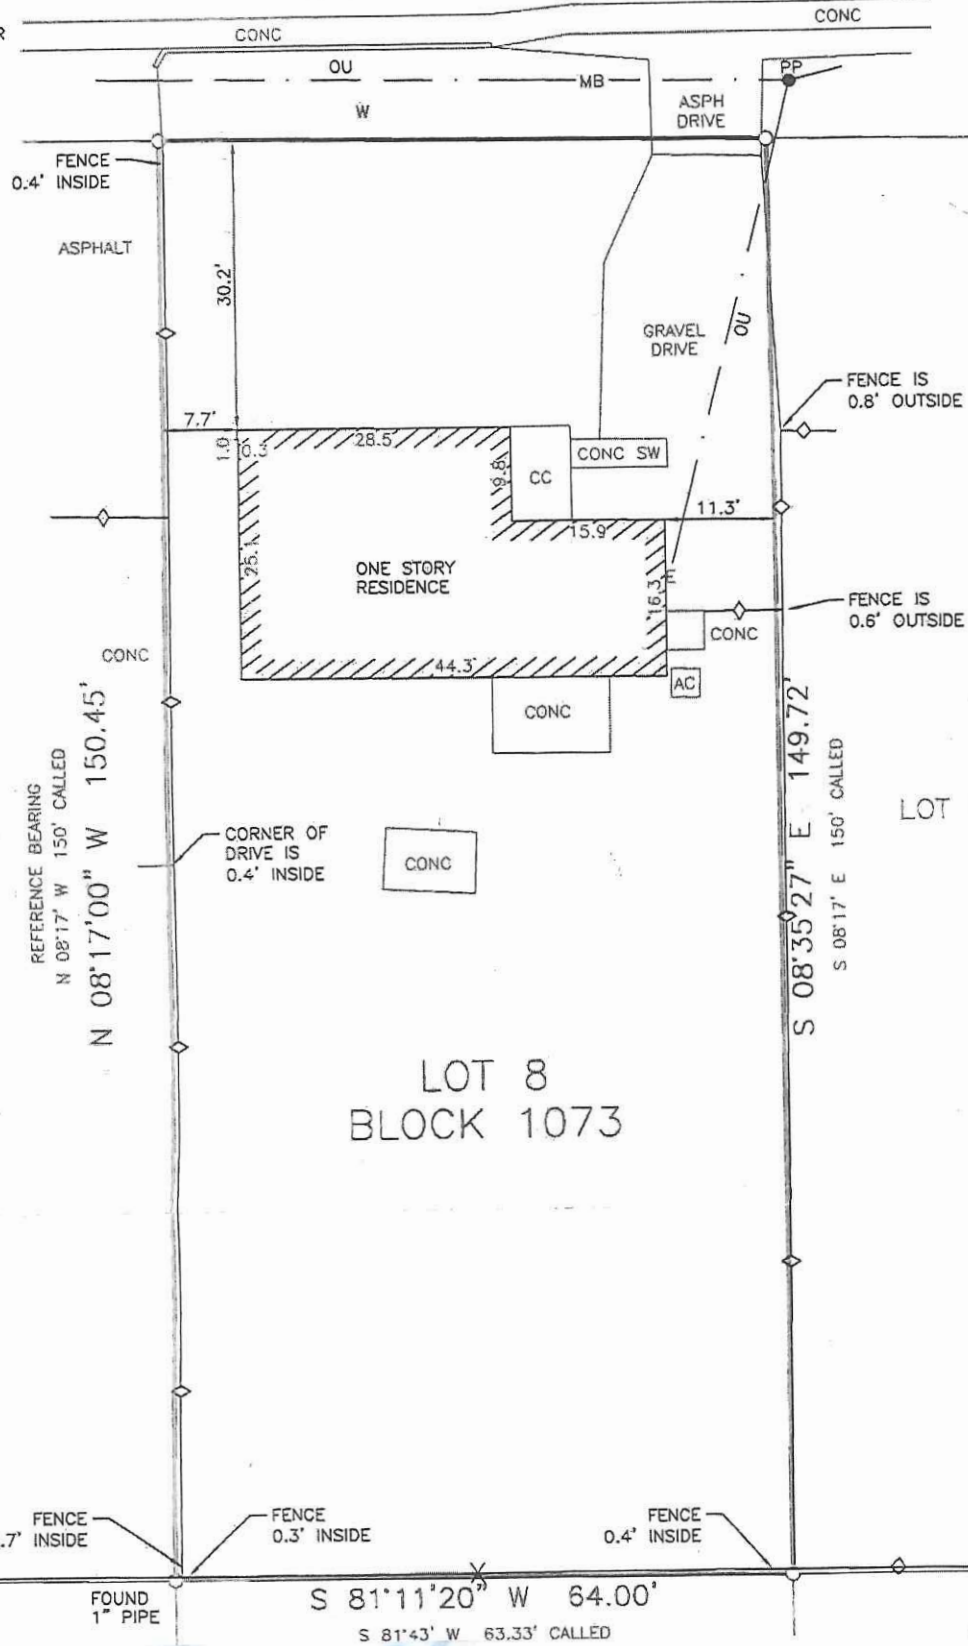 R
CONC
CONC
OU
MB
PP
W
ASPH
DRIVE
FENCE
0.4' INSIDE
ASPHALT
30.2'
OU
GRAVEL
DRIVE
FENCE IS
0.8' OUTSIDE
7.7'
1.0
0.3
28.5
9.8
CC
CONC SW
11.3'
15.9
25.1
ONE STORY
RESIDENCE
E
16.3
FENCE IS
0.6' OUTSIDE
CONC
CONC
44.3
AC
CONC
REFERENCE BEARING
N 08°17' W 150' CALLED
N 08°17'00" W 150.45'
S 08°35'27" E 149.72'
S 08°17' E 150' CALLED
LOT
CORNER OF
DRIVE IS
0.4' INSIDE
CONC
LOT 8
BLOCK 1073
FENCE
.7' INSIDE
FENCE
0.3' INSIDE
FENCE
0.4' INSIDE
FOUND
1" PIPE
S 81°11'20" W 64.00'
S 81°43' W 63.33' CALLED